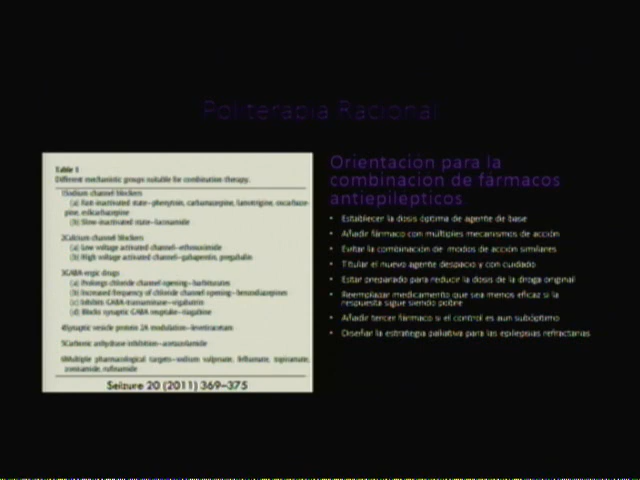 Politerapia Racional
Table 1
Different mechanistic groups suitable for combination therapy.
1Sodium channel blockers
(a) Fast-inactivated state—phenytoin, carbamazepine, lamotrigine, oxcarbaze-
pine, eslicarbazepine
(b) Slow-inactivated state—lacosamide
2Calcium channel blockers
(a) Low voltage activated channel—ethosuximide
(b) High voltage activated channel—gabapentin, pregabalin
3GABA-ergic drugs
(a) Prolongs chloride channel opening—barbiturates
(b) Increased frequency of chloride channel opening—benzodiazepines
(c) Inhibits GABA-transaminase—vigabatrin
(d) Blocks synaptic GABA reuptake—tiagabine
4Synaptic vesicle protein 2A modulation—levetiracetam
5Carbonic anhydrase inhibition—acetazolamide
6Multiple pharmacological targets—sodium valproate, felbamate, topiramate,
zonisamide, rufinamide
Seizure 20 (2011) 369–375
Orientacion para la
combinacion de fármacos
antiepilepticos
• Establecer la dosis óptima de agente de base
• Añadir fármaco con múltiples mecanismos de acción
• Evitar la combinación de modos de acción similares
• Titular el nuevo agente despacio y con cuidado
• Estar preparado para reducir la dosis de la droga original
• Reemplazar medicamento que sea menos eficaz si la
respuesta sigue siendo pobre
• Añadir tercer fármaco si el control es aun subóptimo
• Diseñar la estrategia paliativa para las epilepsias refractarias